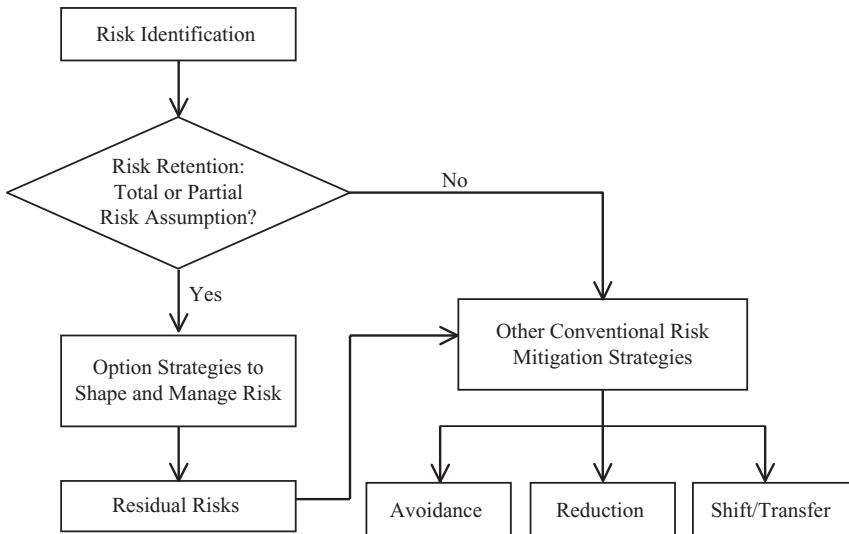 Risk Identification
Risk Retention:
Total or Partial
Risk Assumption?
No
Yes
Option Strategies to
Shape and Manage Risk
Other Conventional Risk
Mitigation Strategies
Residual Risks
Avoidance
Reduction
Shift/Transfer